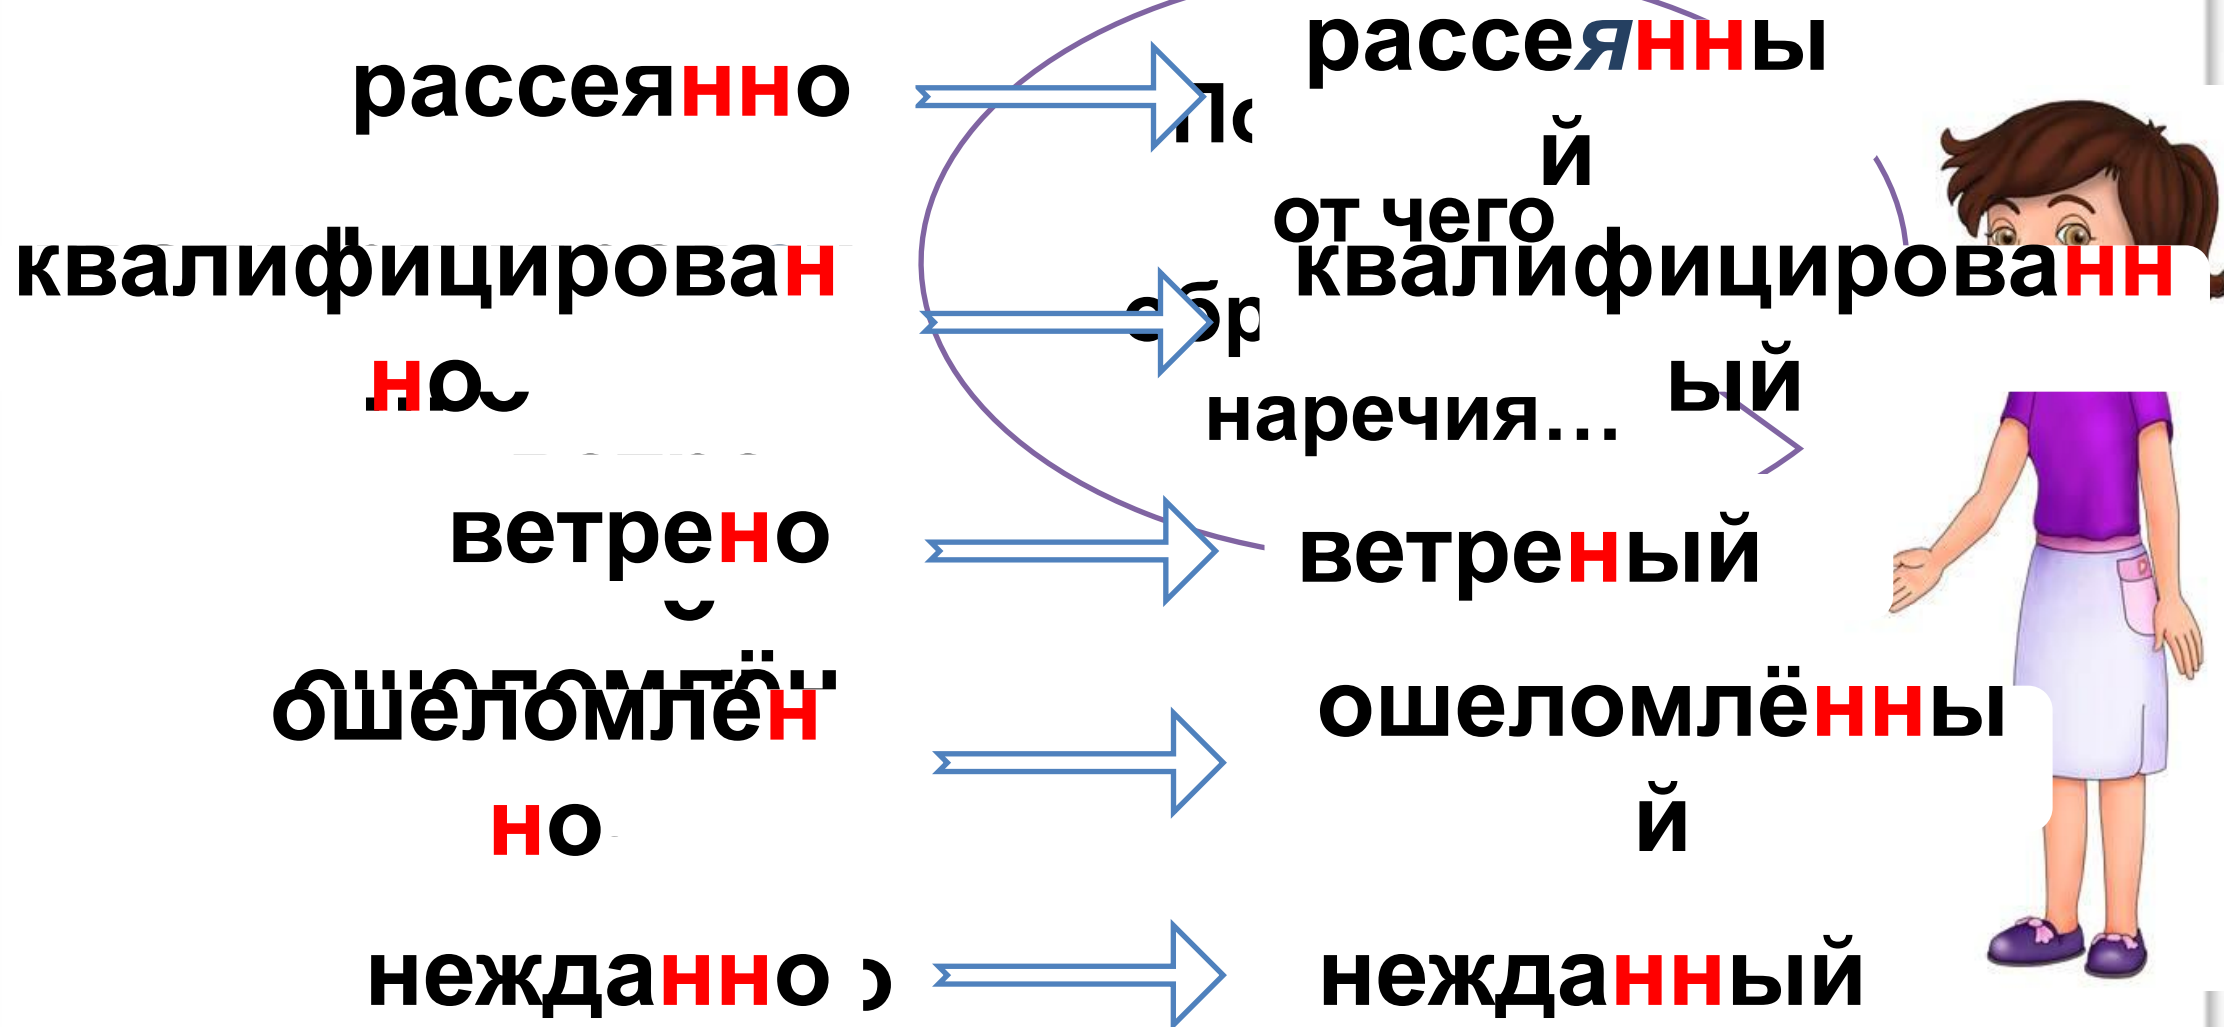 рассеянно
рассеянны
й
от чего
квалифицирован
но
квалифицированн
ый
наречия...
ветрено
ветреный
ошеломлён
но
ошеломлённы
й
нежданно
нежданный